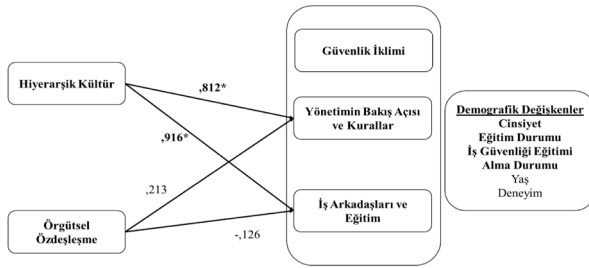 Hiyerarşik Kültür
Örgütsel
Özdeşleşme
,812*
,916*
,213
-,126
Güvenlik İklimi
Yönetimin Bakış Açısı
ve Kurallar
İş Arkadaşları ve
Eğitim
Demografik Değişkenler
Cinsiyet
Eğitim Durumu
İş Güvenliği Eğitimi
Alma Durumu
Yaş
Deneyim